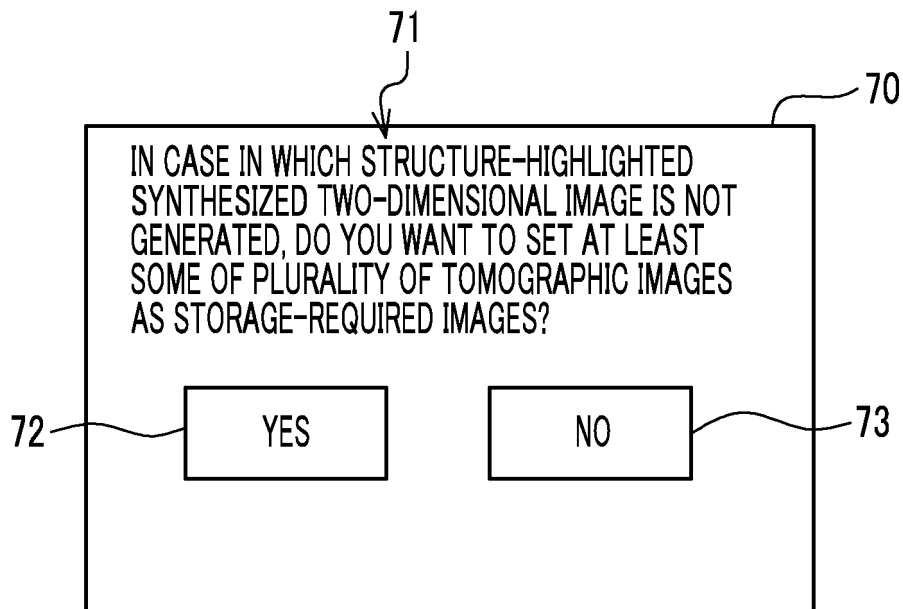 71
70
IN CASE IN WHICH STRUCTURE-HIGHLIGHTED
SYNTHESIZED TWO-DIMENSIONAL IMAGE IS NOT
GENERATED, DO YOU WANT TO SET AT LEAST
SOME OF PLURALITY OF TOMOGRAPHIC IMAGES
AS STORAGE-REQUIRED IMAGES?
72
YES
NO
73